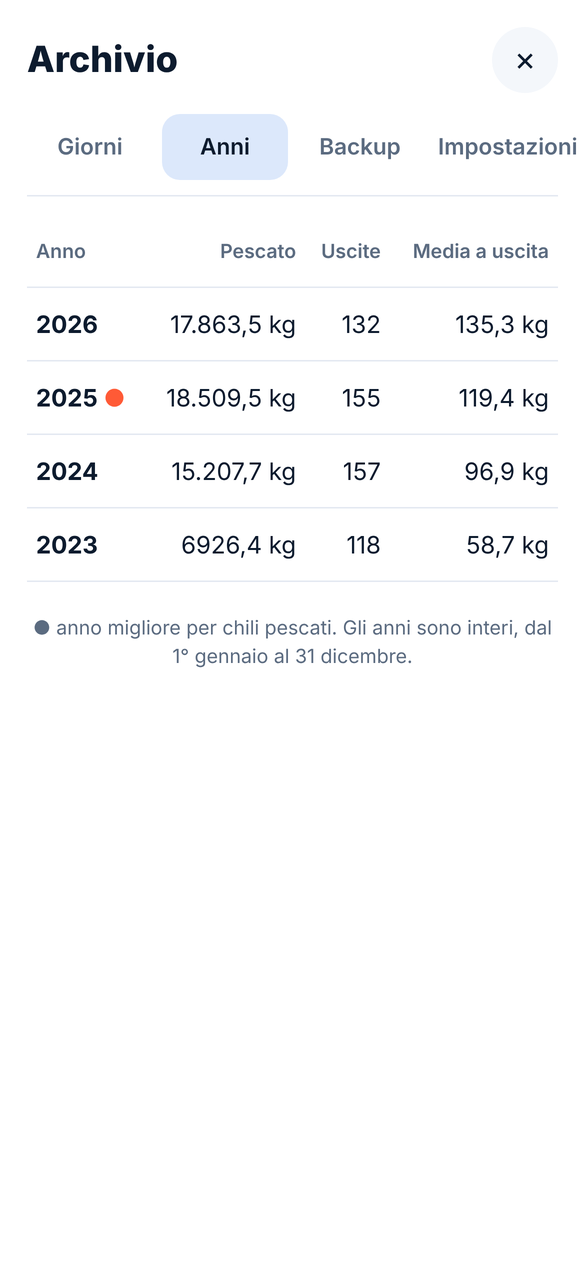 Archivio
×
Giorni Anni Backup Impostazioni
Anno Pescato Uscite Media a uscita
2026 17.863,5 kg 132 135,3 kg
2025 18.509,5 kg 155 119,4 kg
2024 15.207,7 kg 157 96,9 kg
2023 6926,4 kg 118 58,7 kg
● anno migliore per chili pescati. Gli anni sono interi, dal
1° gennaio al 31 dicembre.